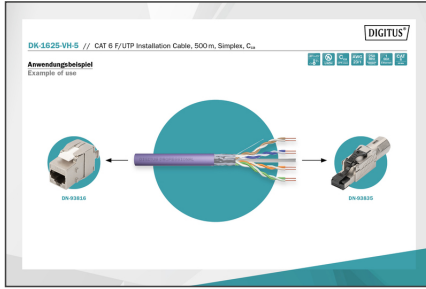 DIGITUS®
DK-1625-VH-5 // CAT 6 F/UTP Installation Cable, 500 m, Simplex, Cca
Anwendungsbeispiel
Example of use
DN-93615
DN-93635